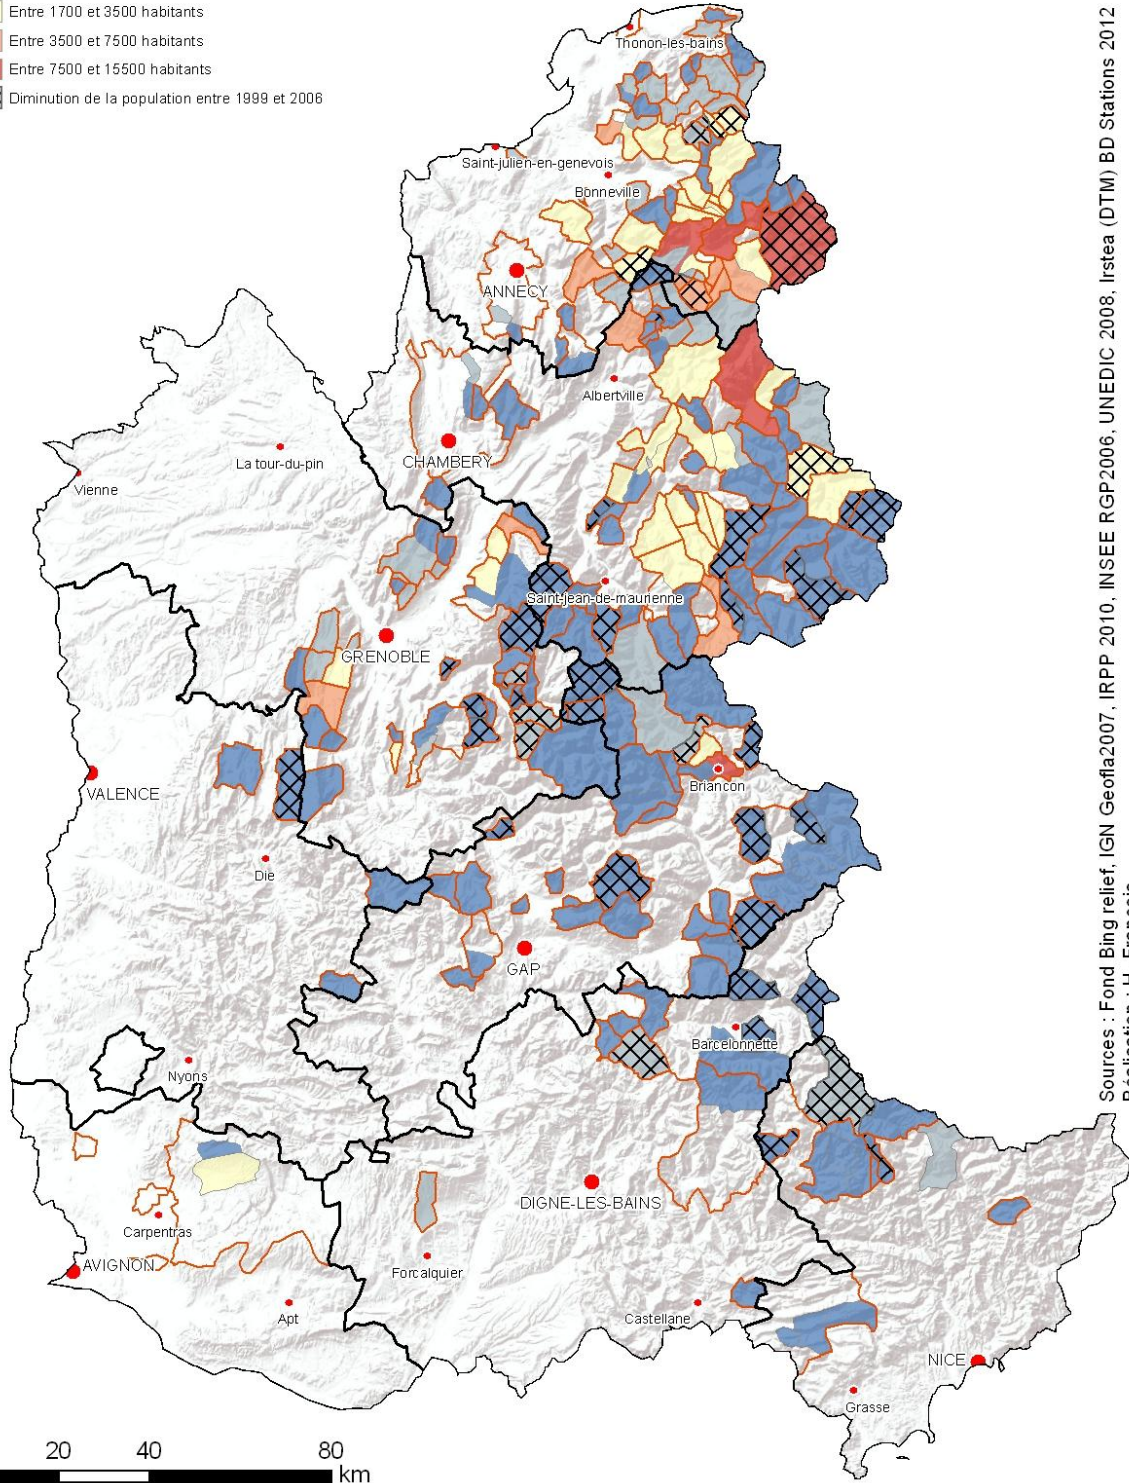 Entre 1700 et 3500 habitants
Entre 3500 et 7500 habitants
Entre 7500 et 15500 habitants
Diminution de la population entre 1999 et 2006
Thonon-les-bains
Saint-julien-en-genevois
Bonneville
ANNECY
Albertville
La tour-du-pin
CHAMBERY
Vienne
Saint-jean-de-maurienne
GRENOBLE
Briancon
VALENCE
Die
GAP
Barcelonnette
Nyons
DIGNE-LES-BAINS
Carpentras
AVIGNON
Forcalquier
Apt
Castellane
NICE
Grasse
20 40 80
km
Sources : Fond Bing relief, IGN Geofla2007, IRPP 2010, INSEE RGP2006, UNEDIC 2008, Irstea (DTM) BD Stations 2012
Réalisation : H. François